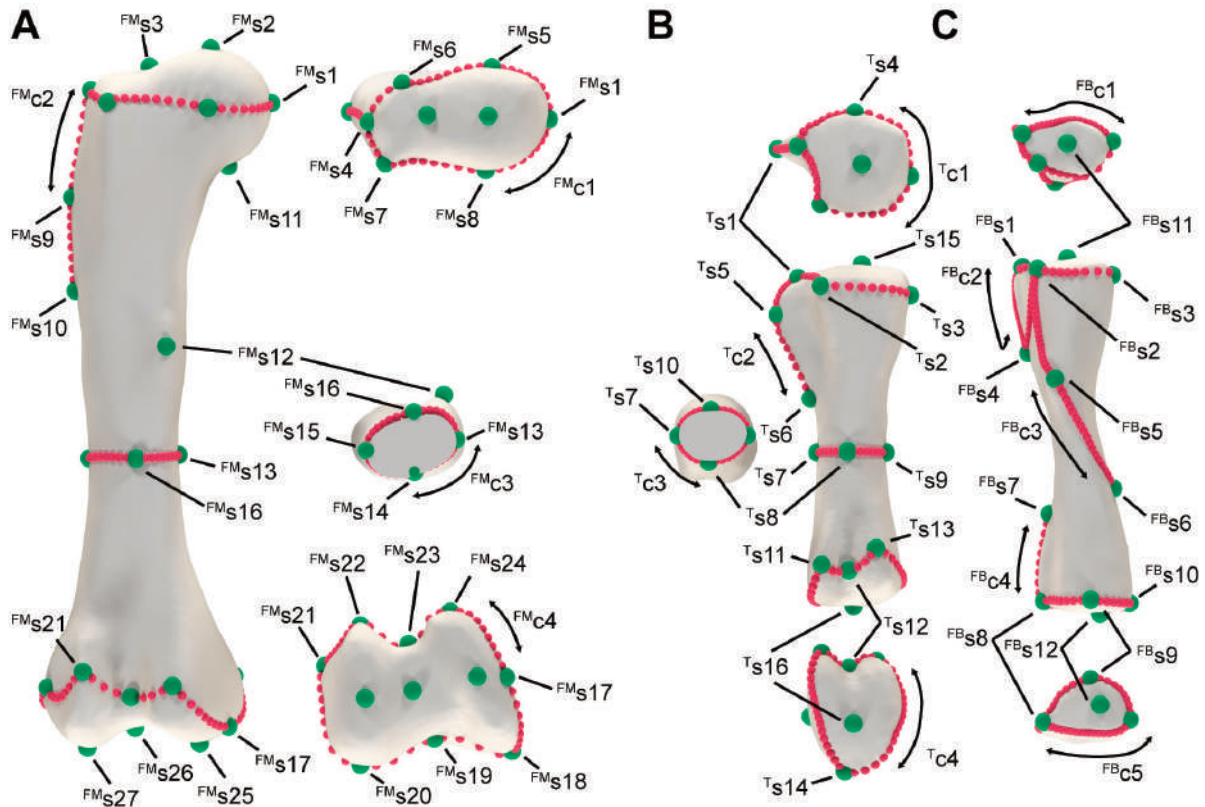 A
FMs3
FMs2
FMs6
FMs5
FMc2
FMs1
FMs1
FMs4
FMs7
FMs8
FMc1
FMs9
FMs11
FMs10
FMs12
FMs16
FMs15
FMs13
FMs13
FMc3
FMs14
FMs16
FMs22
FMs23
FMs24
FMc4
FMs21
FMs21
FMs17
FMs17
FMs26
FMs19
FMs18
FMs27
FMs25
FMs20
B
Ts4
Tc1
Ts1
Ts15
Ts5
Ts3
Ts2
Tc2
Ts10
Ts7
Ts6
Tc3
Ts7
Ts9
Ts8
Ts13
Ts11
Ts12
Ts16
Tc4
Ts14
C
FBc1
FBs1
FBs11
FBc2
FBs3
FBs2
FBs4
FBc3
FBs5
FBs7
FBs6
FBc4
FBs10
FBs8
FBs12
FBs9
FBc5